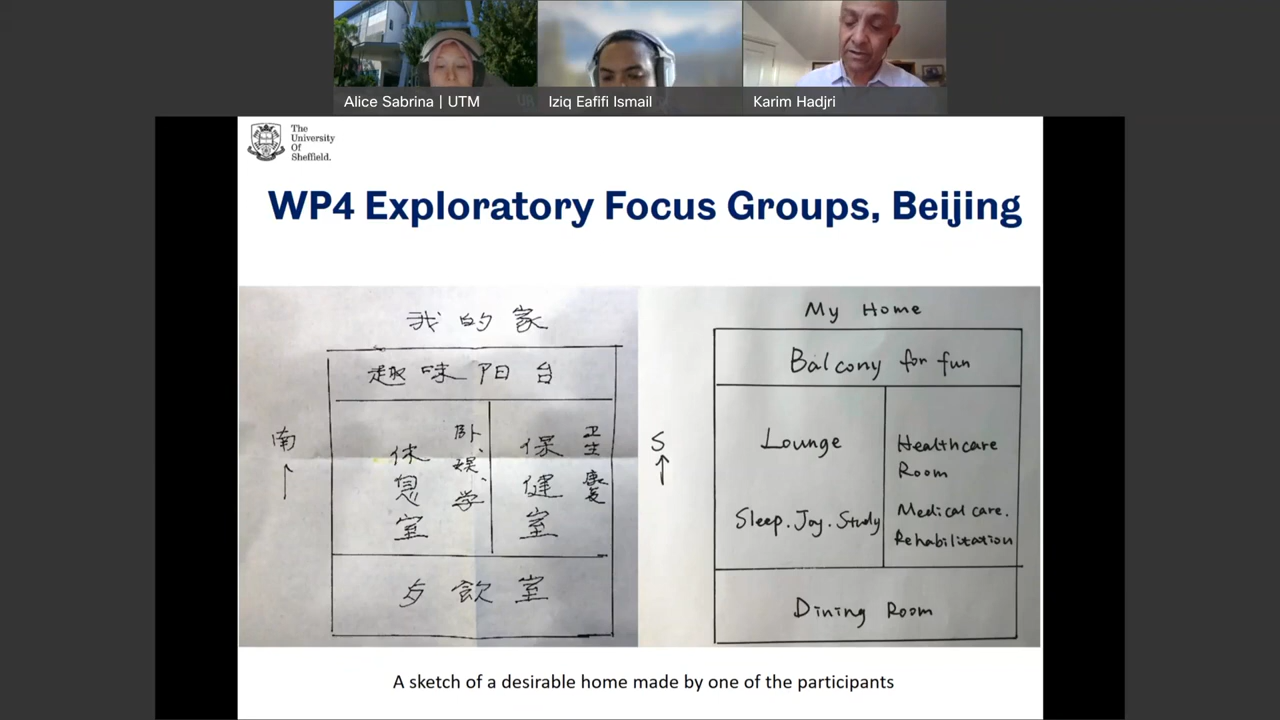 Alice Sabrina | UTM
Iziq Eafifi Ismail
Karim Hadjri
The
University
Of
Sheffield.
WP4 Exploratory Focus Groups, Beijing
我的家
趣味阳台
南
休息室
卧、娱、学
保健室
卫生 康复
歺飲室
My Home
Balcony for fun
S
Lounge
Sleep. Joy. Study
Healthcare
Room
Medical care.
Rehabilitation
Dining Room
A sketch of a desirable home made by one of the participants